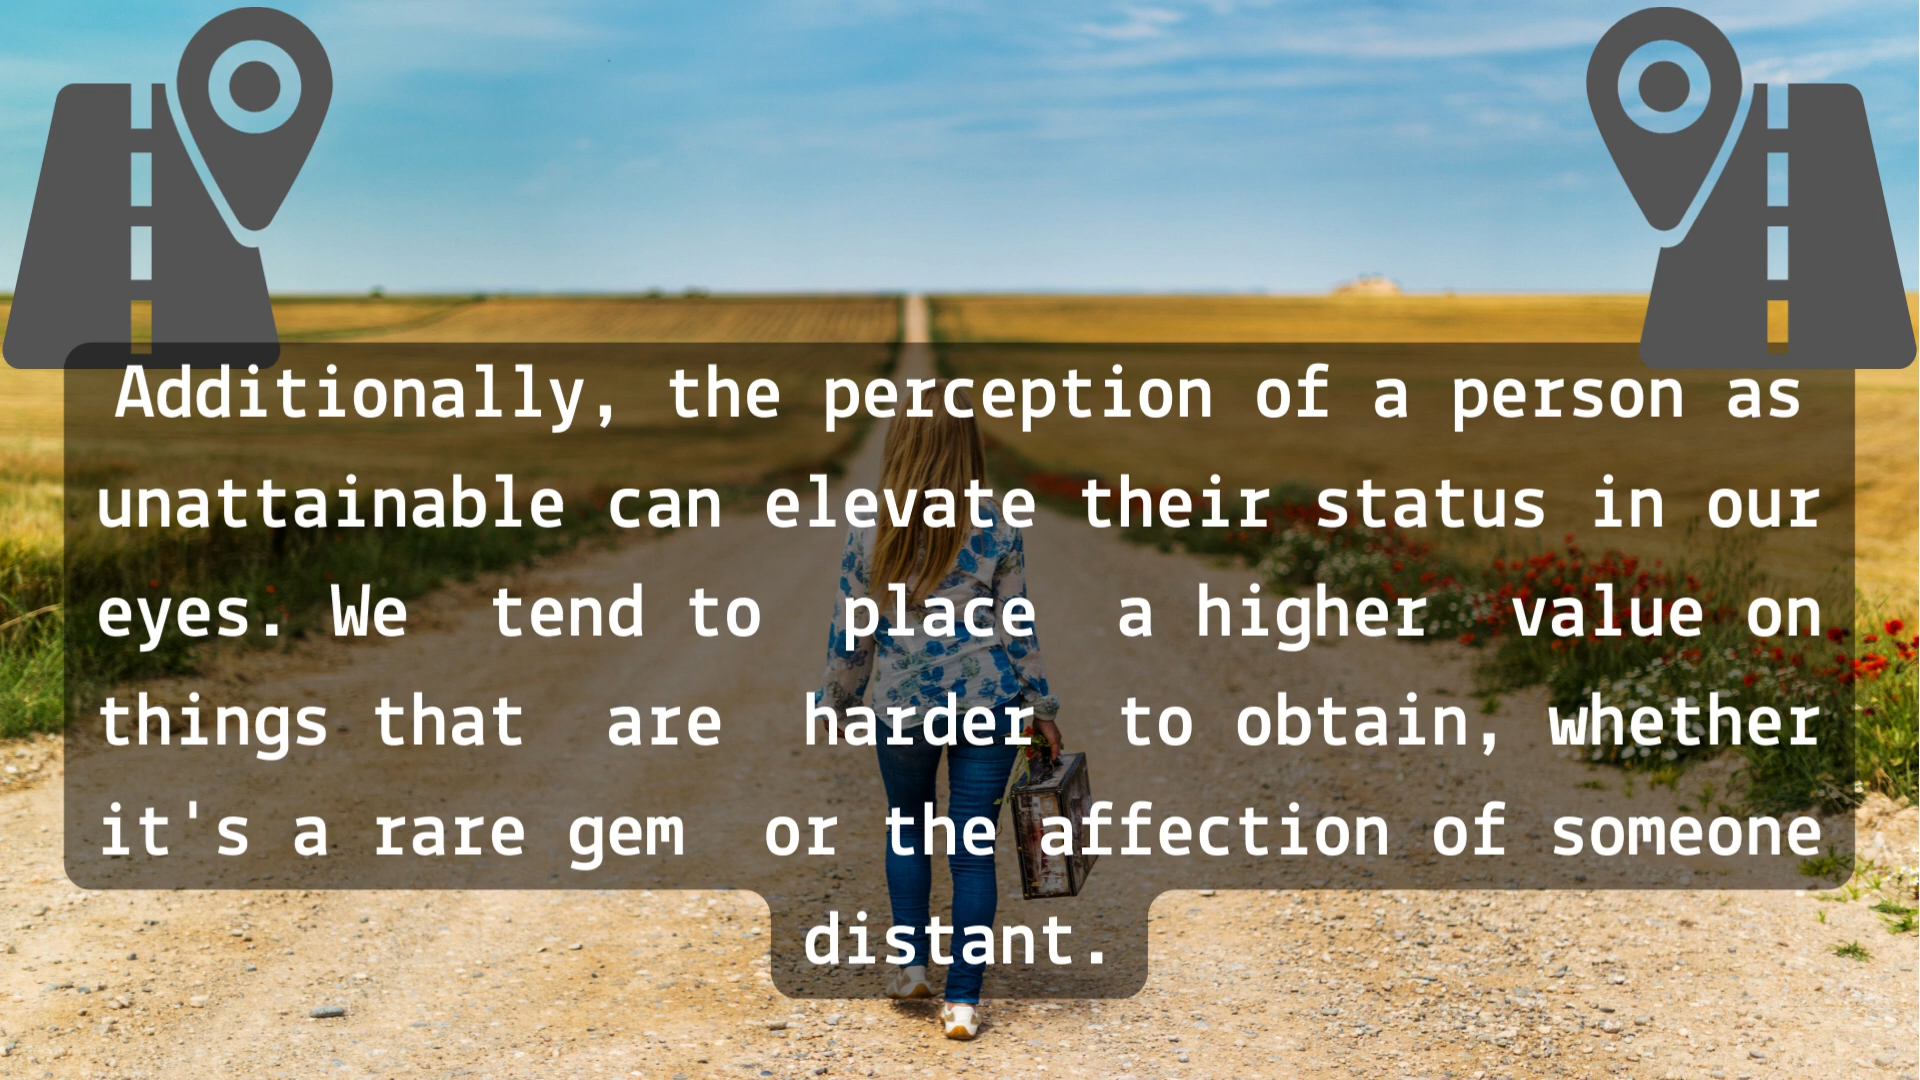 Additionally, the perception of a person as
unattainable can elevate their status in our
eyes. We tend to place a higher value on
things that are harder to obtain, whether
it's a rare gem or the affection of someone
distant.